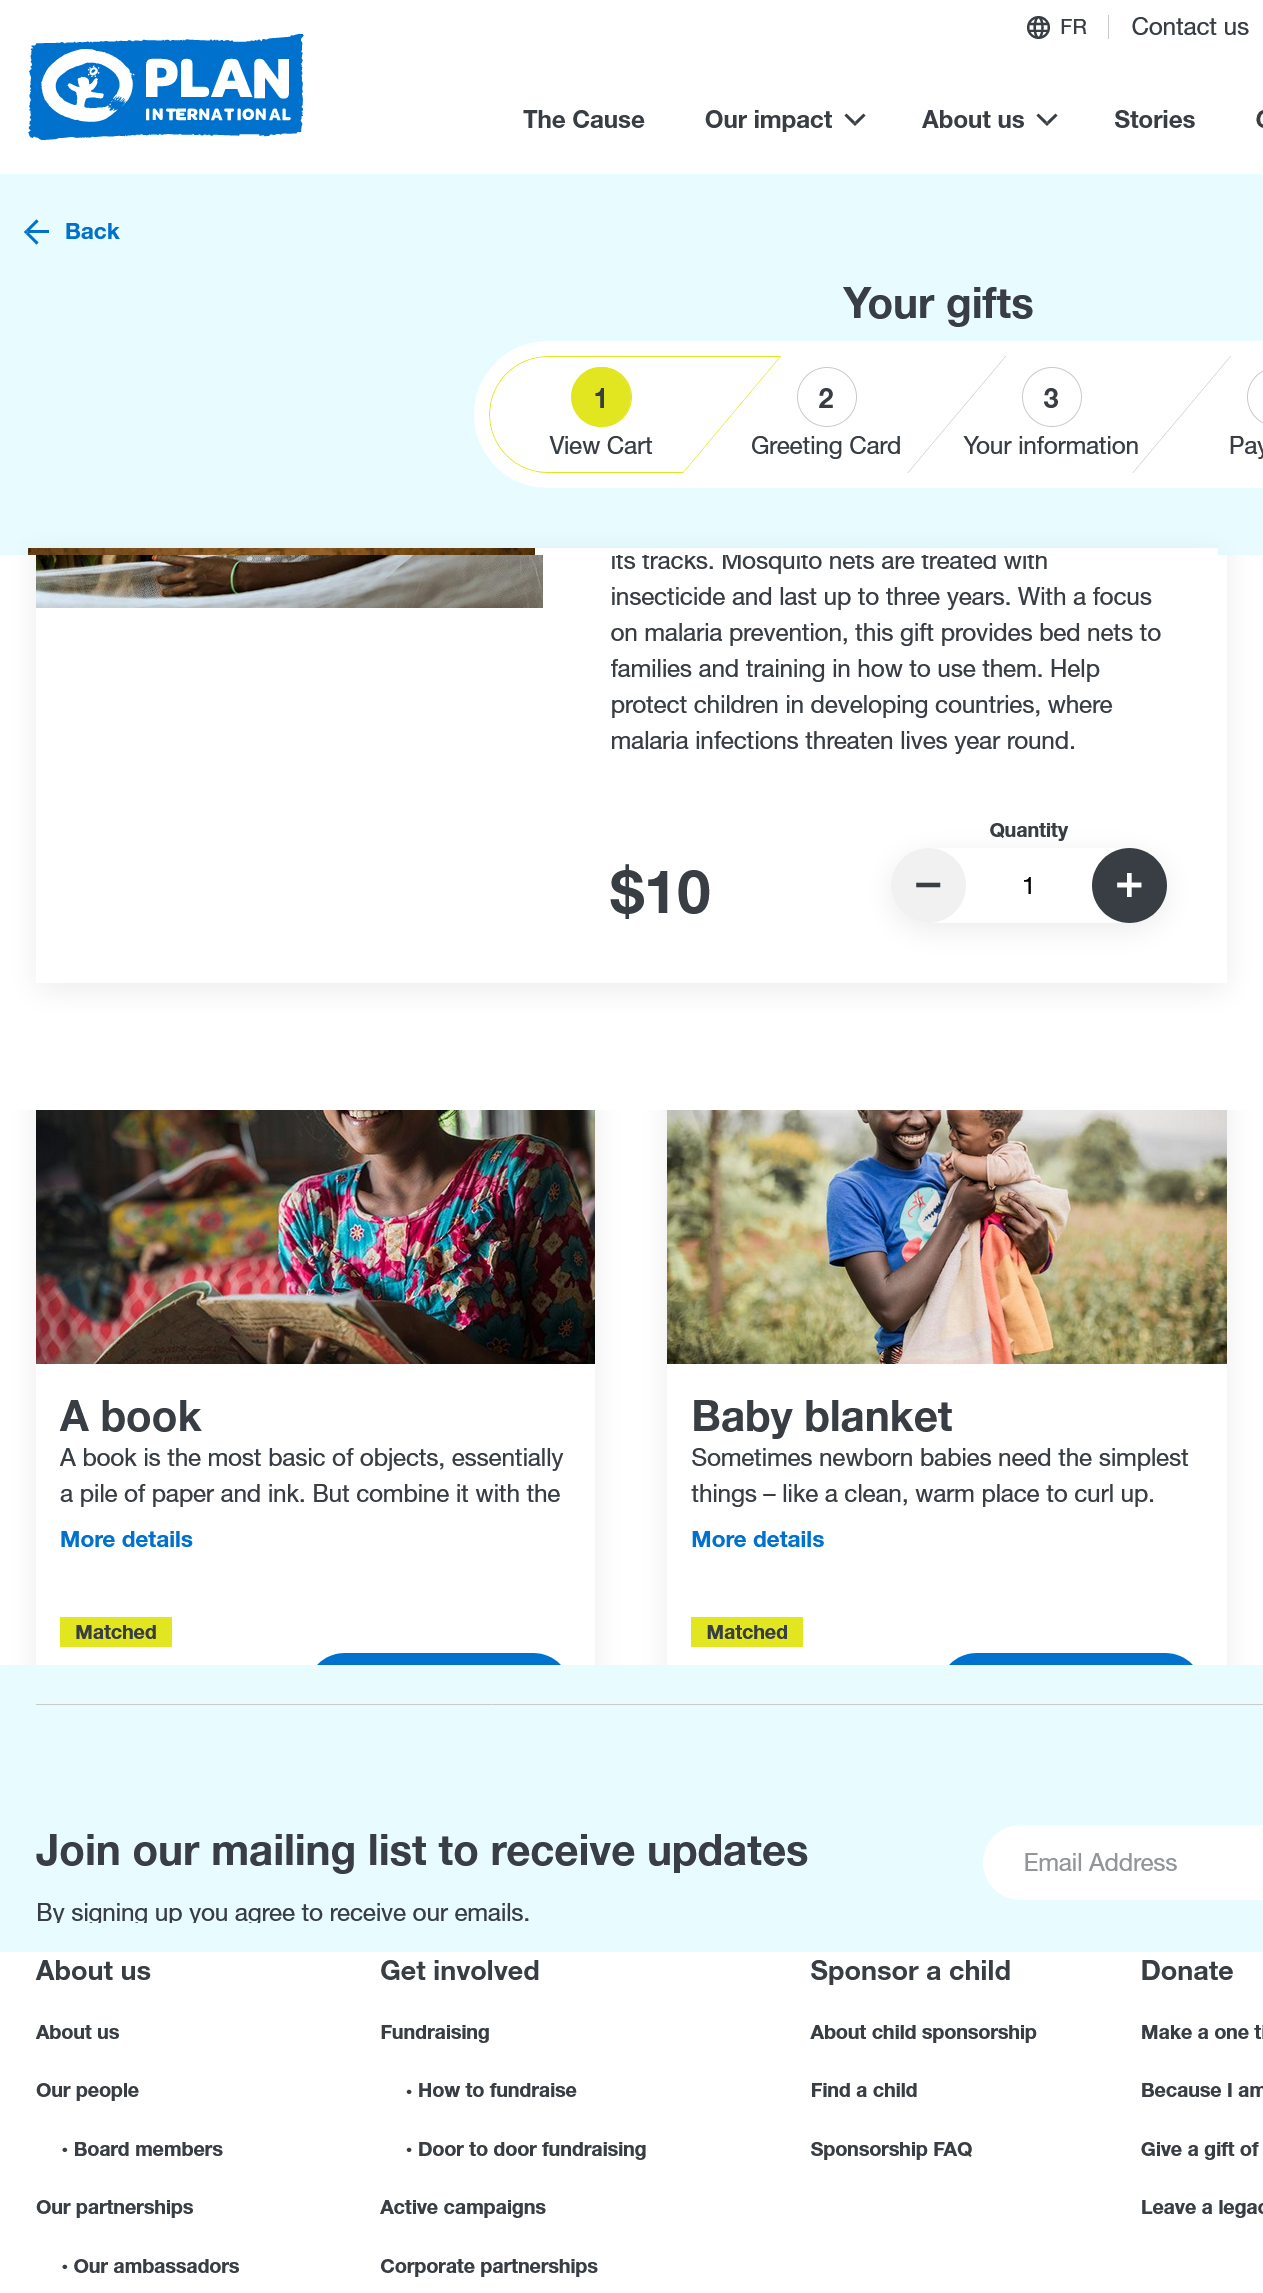 FR
Contact us
PLAN
INTERNATIONAL
The Cause
Our impact
About us
Stories
Back
Your gifts
1
2
3
View Cart
Greeting Card
Your information
its tracks. Mosquito nets are treated with
insecticide and last up to three years. With a focus
on malaria prevention, this gift provides bed nets to
families and training in how to use them. Help
protect children in developing countries, where
malaria infections threaten lives year round.
Quantity
$10
1
A book
A book is the most basic of objects, essentially
a pile of paper and ink. But combine it with the
More details
Matched
Baby blanket
Sometimes newborn babies need the simplest
things – like a clean, warm place to curl up.
More details
Matched
Join our mailing list to receive updates
Email Address
By signing up you agree to receive our emails.
About us
About us
Our people
• Board members
Our partnerships
• Our ambassadors
Get involved
Fundraising
• How to fundraise
• Door to door fundraising
Active campaigns
Corporate partnerships
Sponsor a child
About child sponsorship
Find a child
Sponsorship FAQ
Donate
Make a one
Because I am
Give a gift of
Leave a